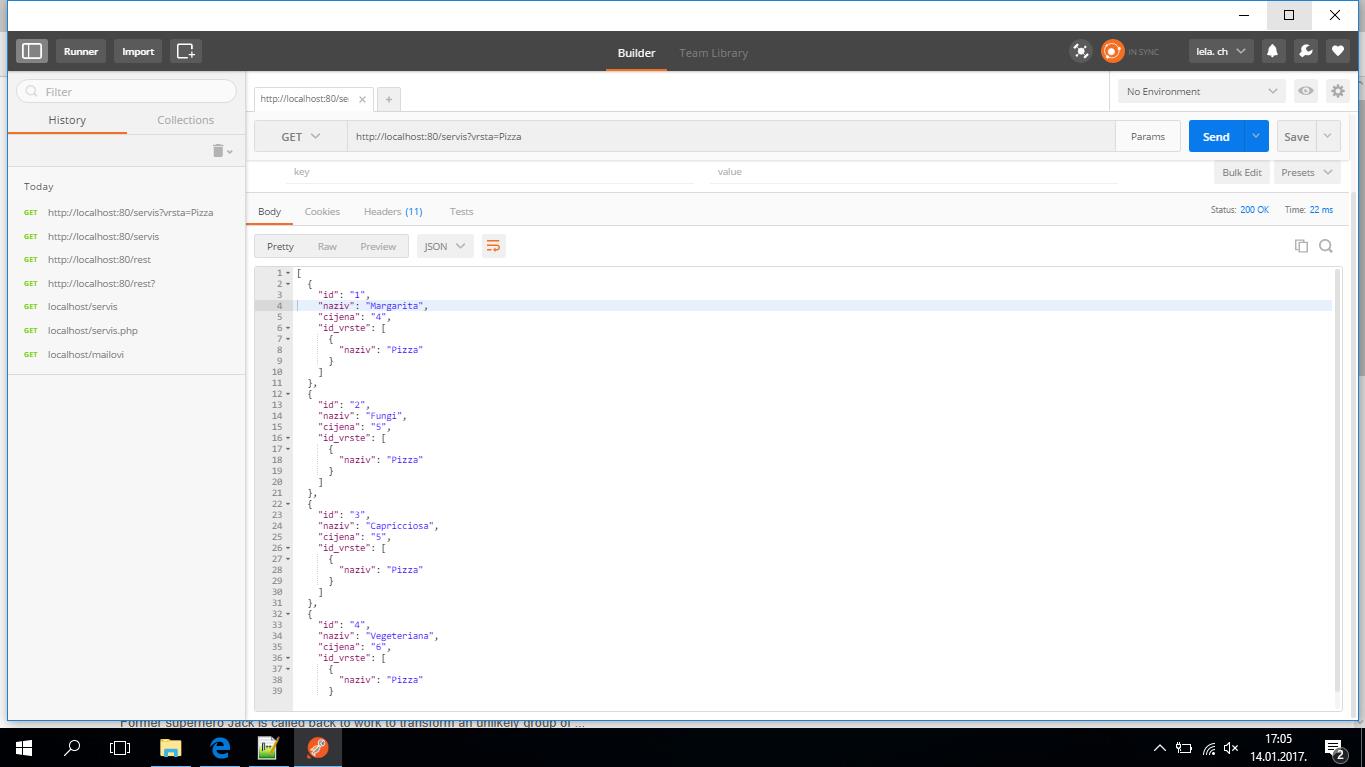 Runner Import Builder Team Library IN SYNC lela. ch
Filter
History Collections
Today
GET http://localhost:80/servis?vrsta=Pizza
GET http://localhost:80/servis
GET http://localhost:80/rest
GET http://localhost:80/rest?
GET localhost/servis
GET localhost/servis.php
GET localhost/mailovi
http://localhost:80/se × +
No Environment
GET http://localhost:80/servis?vrsta=Pizza Params Send Save
key value Bulk Edit Presets
Body Cookies Headers (11) Tests Status: 200 OK Time: 22 ms
Pretty Raw Preview JSON
1 [
2 {
3 "id": "1",
4 "naziv": "Margarita",
5 "cijena": "4",
6 "id_vrste": [
7 {
8 "naziv": "Pizza"
9 }
10 ]
11 },
12 {
13 "id": "2",
14 "naziv": "Fungi",
15 "cijena": "5",
16 "id_vrste": [
17 {
18 "naziv": "Pizza"
19 }
20 ]
21 },
22 {
23 "id": "3",
24 "naziv": "Capricciosa",
25 "cijena": "5",
26 "id_vrste": [
27 {
28 "naziv": "Pizza"
29 }
30 ]
31 },
32 {
33 "id": "4",
34 "naziv": "Vegeteriana",
35 "cijena": "6",
36 "id_vrste": [
37 {
38 "naziv": "Pizza"
39 }
Former superhero Jack is called back to work to transform an unlikely group of ...
17:05
14.01.2017.
2